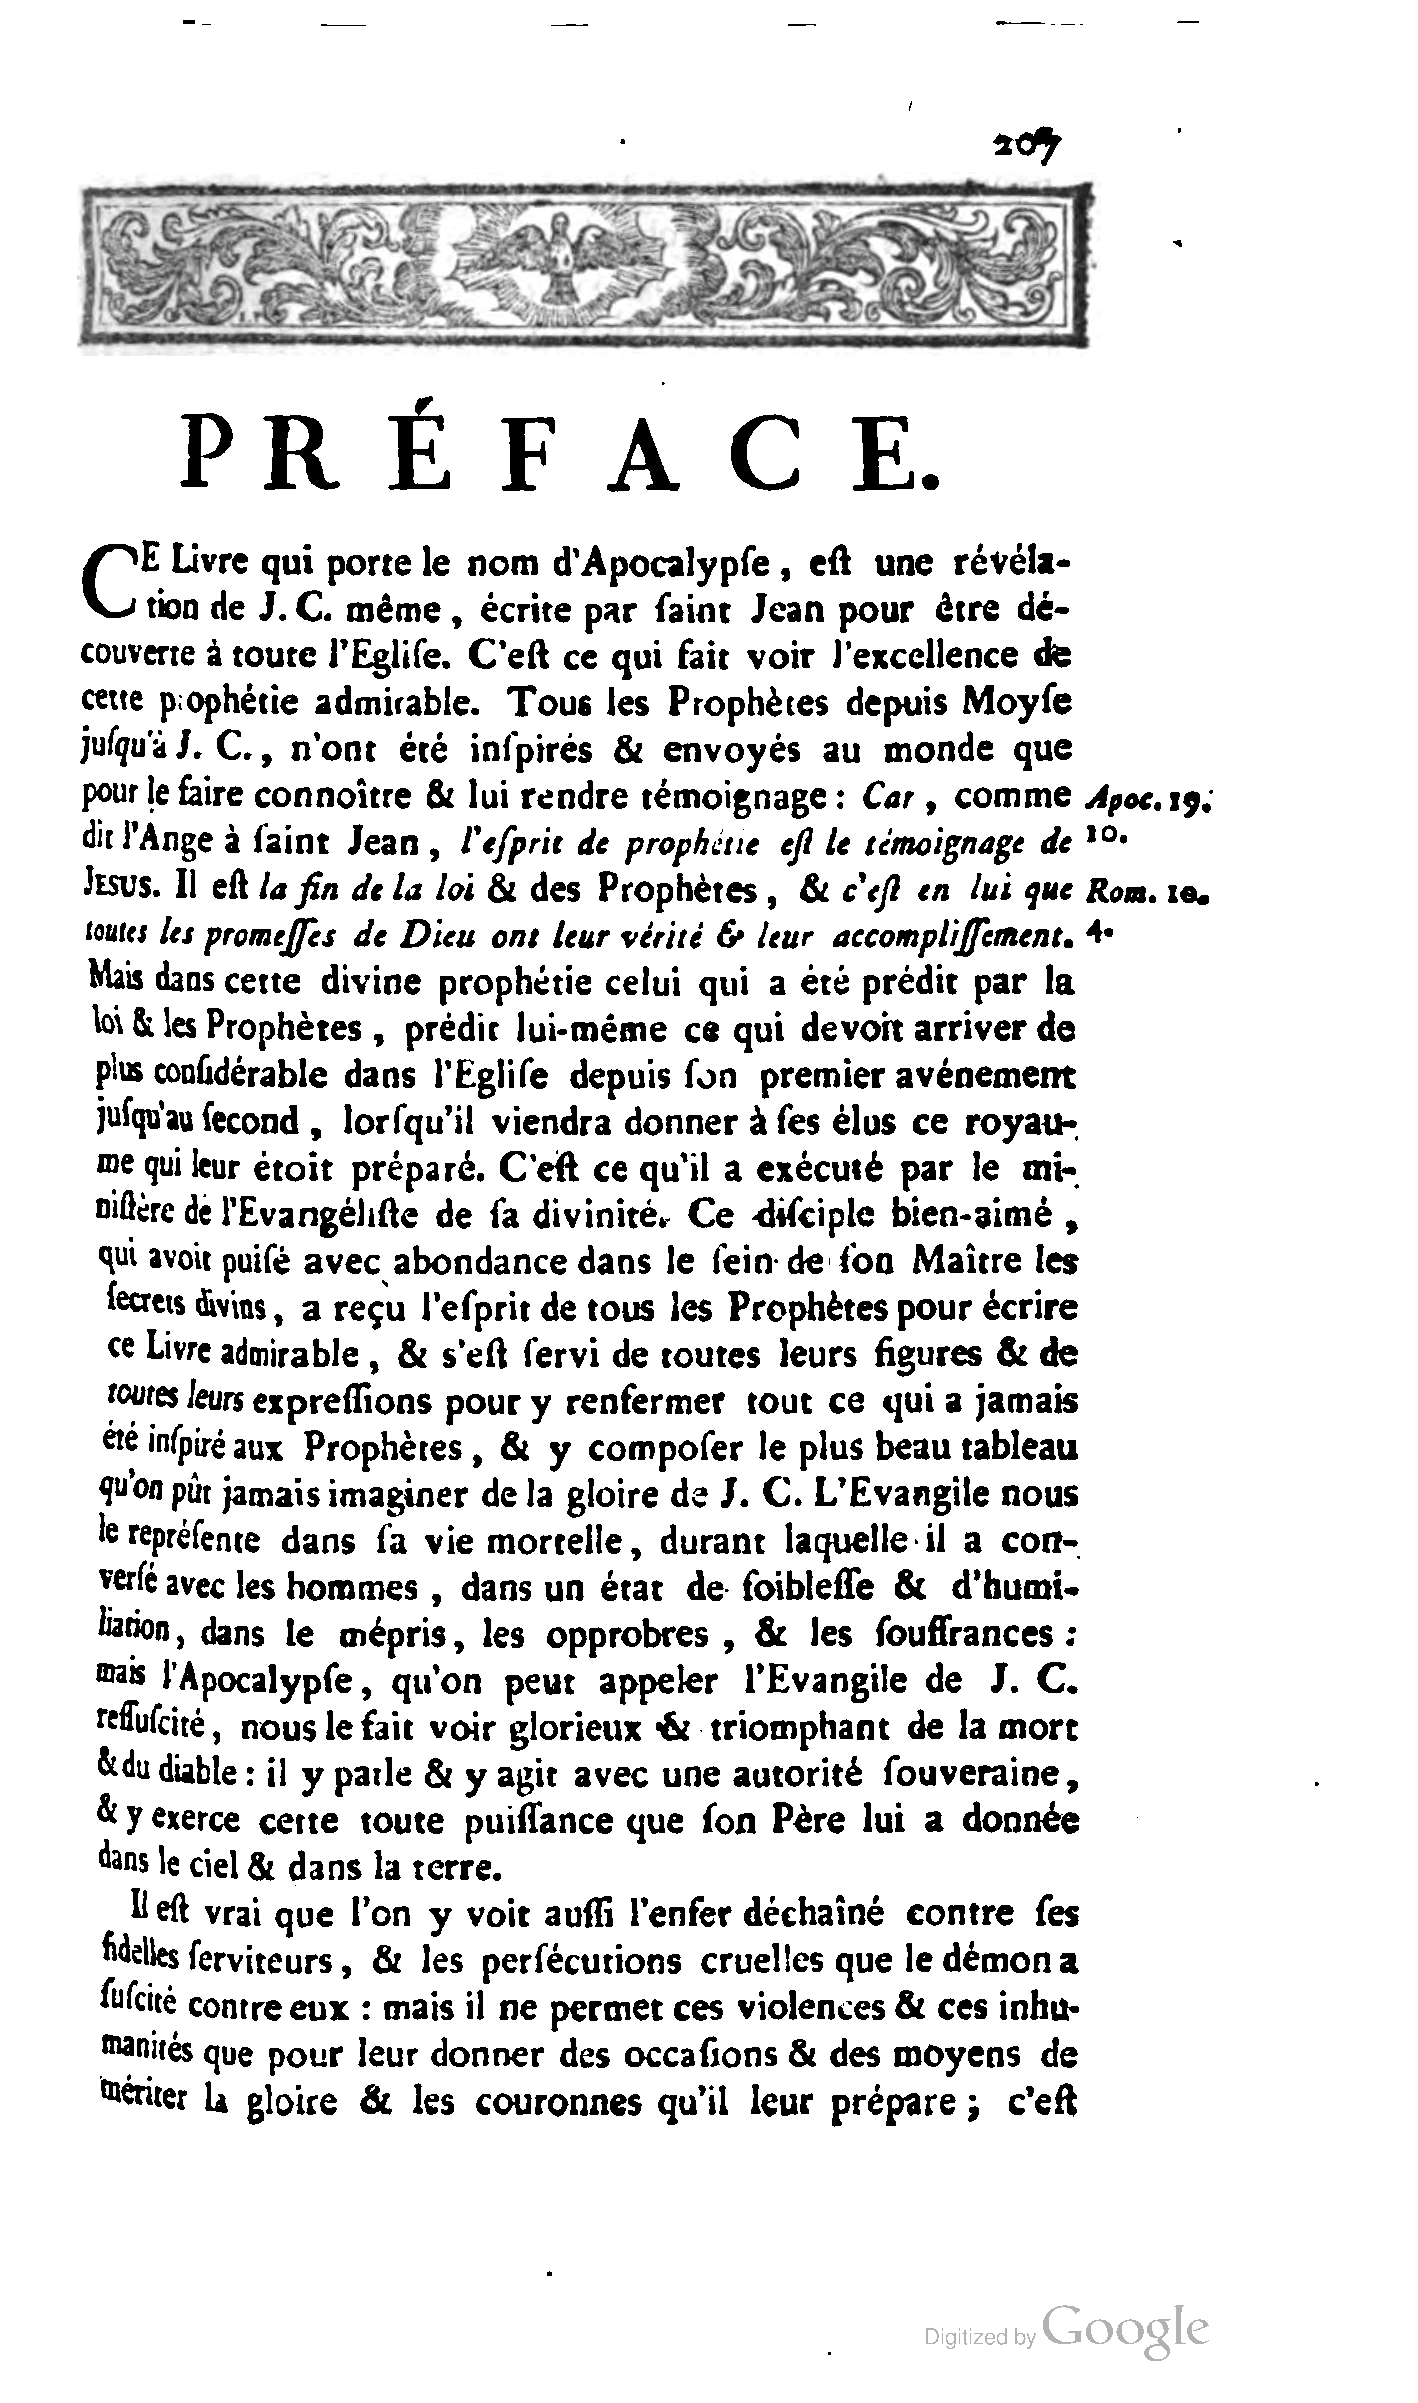 PRÉFACE.
CE Livre qui porte le nom d'Apocalypſe, eſt une révéla-
tion de J. C. même, écrite par ſaint Jean pour être dé-
couverte à toute l'Egliſe. C'eſt ce qui fait voir l'excellence de
cette prophétie admirable. Tous les Prophètes depuis Moyſe
juſqu'à J. C., n'ont été inſpirés & envoyés au monde que
pour le faire connoître & lui rendre témoignage : Car, comme
Apoc. 19.
dit l'Ange à ſaint Jean, l'eſprit de prophétie eſt le témoignage de
10.
JESUS. Il eſt la fin de la loi & des Prophètes, & c'eſt en lui que
Rom. 10.
toutes les promeſſes de Dieu ont leur vérité & leur accompliſſement.
4.
Mais dans cette divine prophétie celui qui a été prédit par la
loi & les Prophètes, prédit lui-même ce qui devoit arriver de
plus conſidérable dans l'Egliſe depuis ſon premier avénement
juſqu'au ſecond, lorſqu'il viendra donner à ſes élus ce royau-
me qui leur étoit préparé. C'eſt ce qu'il a exécuté par le mi-
niſtère de l'Evangéliſte de ſa divinité. Ce diſciple bien-aimé,
qui avoit puiſé avec abondance dans le ſein de ſon Maître les
ſecrets divins, a reçu l'eſprit de tous les Prophètes pour écrire
ce Livre admirable, & s'eſt ſervi de toutes leurs figures & de
toutes leurs expreſſions pour y renfermer tout ce qui a jamais
été inſpiré aux Prophètes, & y compoſer le plus beau tableau
qu'on pût jamais imaginer de la gloire de J. C. L'Evangile nous
le repréſente dans ſa vie mortelle, durant laquelle il a con-
verſé avec les hommes, dans un état de foibleſſe & d'humi-
liation, dans le mépris, les opprobres, & les ſouffrances :
mais l'Apocalypſe, qu'on peut appeler l'Evangile de J. C.
reſſuſcité, nous le fait voir glorieux & triomphant de la mort
& du diable : il y parle & y agit avec une autorité ſouveraine,
& y exerce cette toute puiſſance que ſon Père lui a donnée
dans le ciel & dans la terre.
Il eſt vrai que l'on y voit auſſi l'enfer déchaîné contre ſes
fidelles ſerviteurs, & les perſécutions cruelles que le démon a
ſuſcité contre eux : mais il ne permet ces violences & ces inhu-
manités que pour leur donner des occaſions & des moyens de
mériter la gloire & les couronnes qu'il leur prépare ; c'eſt
Digitized by Google